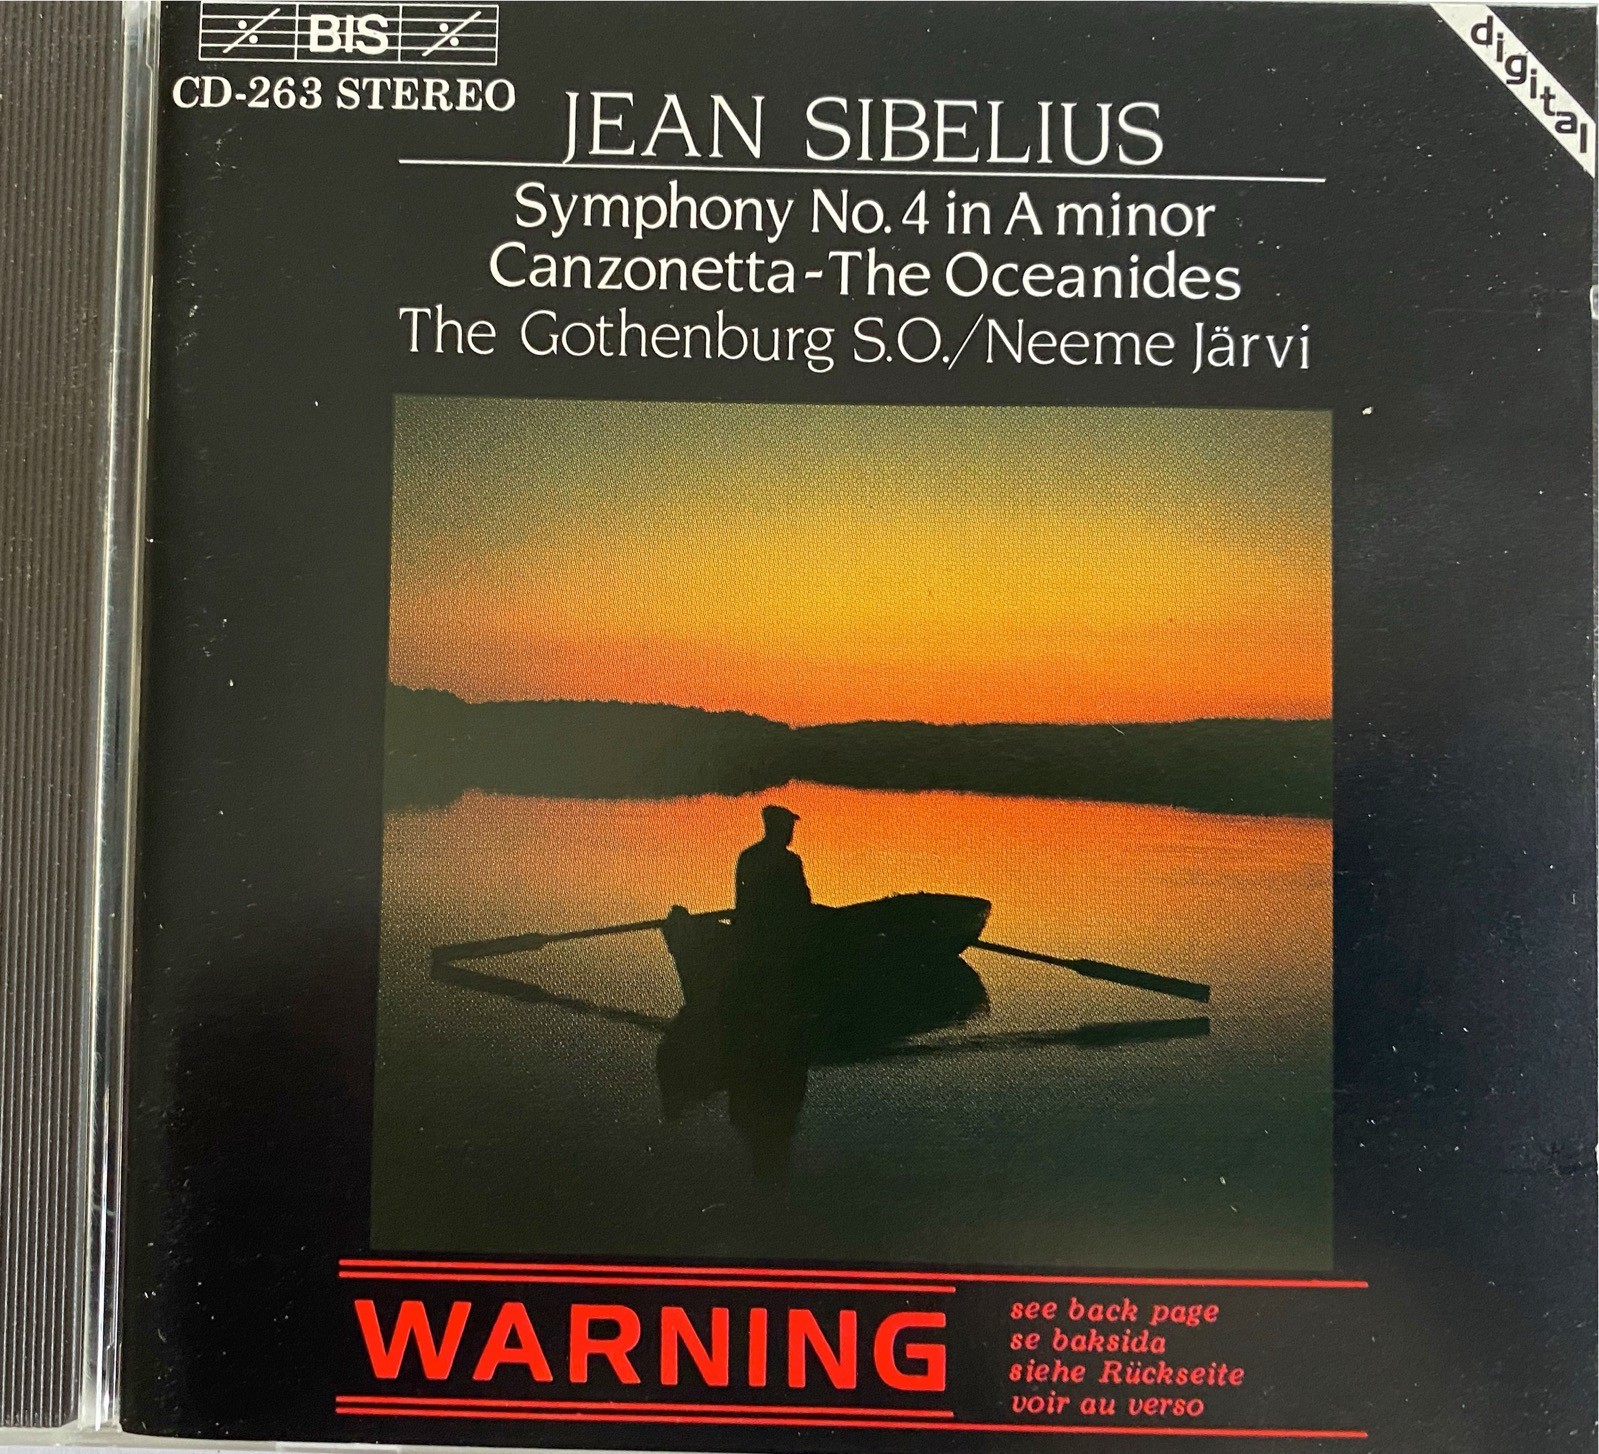 BIS
CD-263 STEREO
digital
JEAN SIBELIUS
Symphony No. 4 in A minor
Canzonetta-The Oceanides
The Gothenburg S.O./Neeme Järvi
WARNING
see back page
se baksida
siehe Rückseite
voir au verso